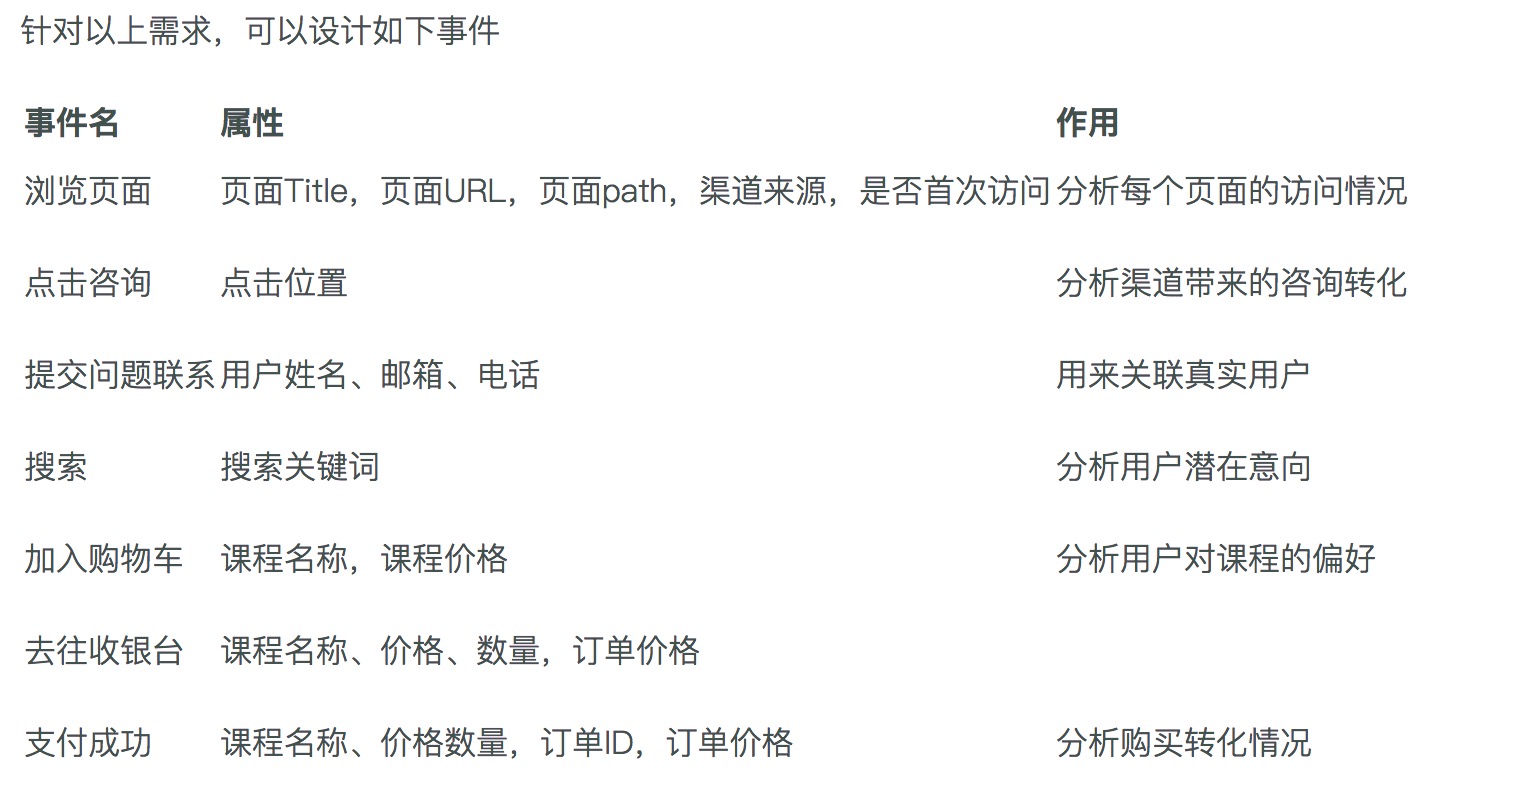 针对以上需求，可以设计如下事件
事件名 属性 作用
浏览页面 页面Title，页面URL，页面path，渠道来源，是否首次访问 分析每个页面的访问情况
点击咨询 点击位置 分析渠道带来的咨询转化
提交问题联系 用户姓名、邮箱、电话 用来关联真实用户
搜索 搜索关键词 分析用户潜在意向
加入购物车 课程名称，课程价格 分析用户对课程的偏好
去往收银台 课程名称、价格、数量，订单价格
支付成功 课程名称、价格数量，订单ID，订单价格 分析购买转化情况